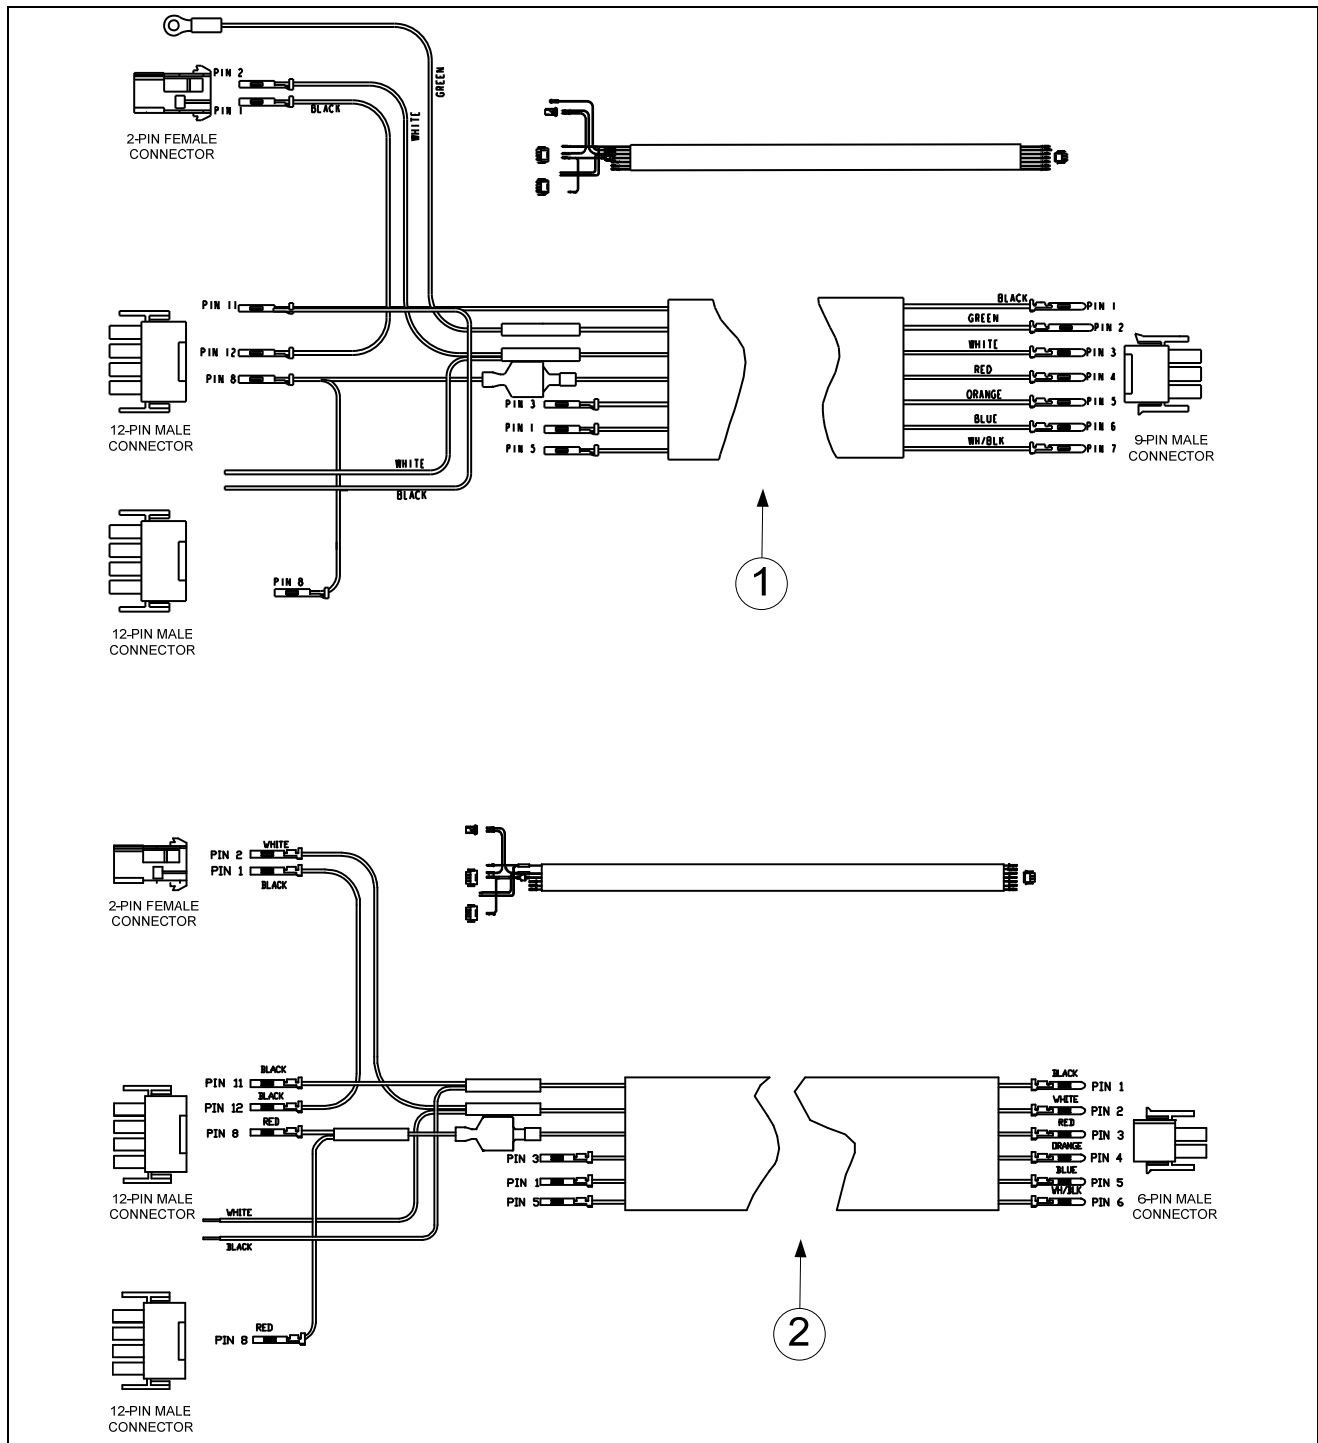 GREEN
PIN 2
PIN 1
BLACK
WHITE
2-PIN FEMALE
CONNECTOR
PIN 11
PIN 12
PIN 8
12-PIN MALE
CONNECTOR
PIN 3
PIN 1
PIN 5
WHITE
BLACK
PIN 8
12-PIN MALE
CONNECTOR
BLACK
PIN 1
GREEN
PIN 2
WHITE
PIN 3
RED
PIN 4
ORANGE
PIN 5
BLUE
PIN 6
WH/BLK
PIN 7
9-PIN MALE
CONNECTOR
1
WHITE
PIN 2
PIN 1
BLACK
2-PIN FEMALE
CONNECTOR
BLACK
PIN 11
BLACK
PIN 12
RED
PIN 8
12-PIN MALE
CONNECTOR
PIN 3
PIN 1
PIN 5
WHITE
BLACK
RED
PIN 8
12-PIN MALE
CONNECTOR
BLACK
PIN 1
WHITE
PIN 2
RED
PIN 3
ORANGE
PIN 4
BLUE
PIN 5
WH/BLK
PIN 6
6-PIN MALE
CONNECTOR
2